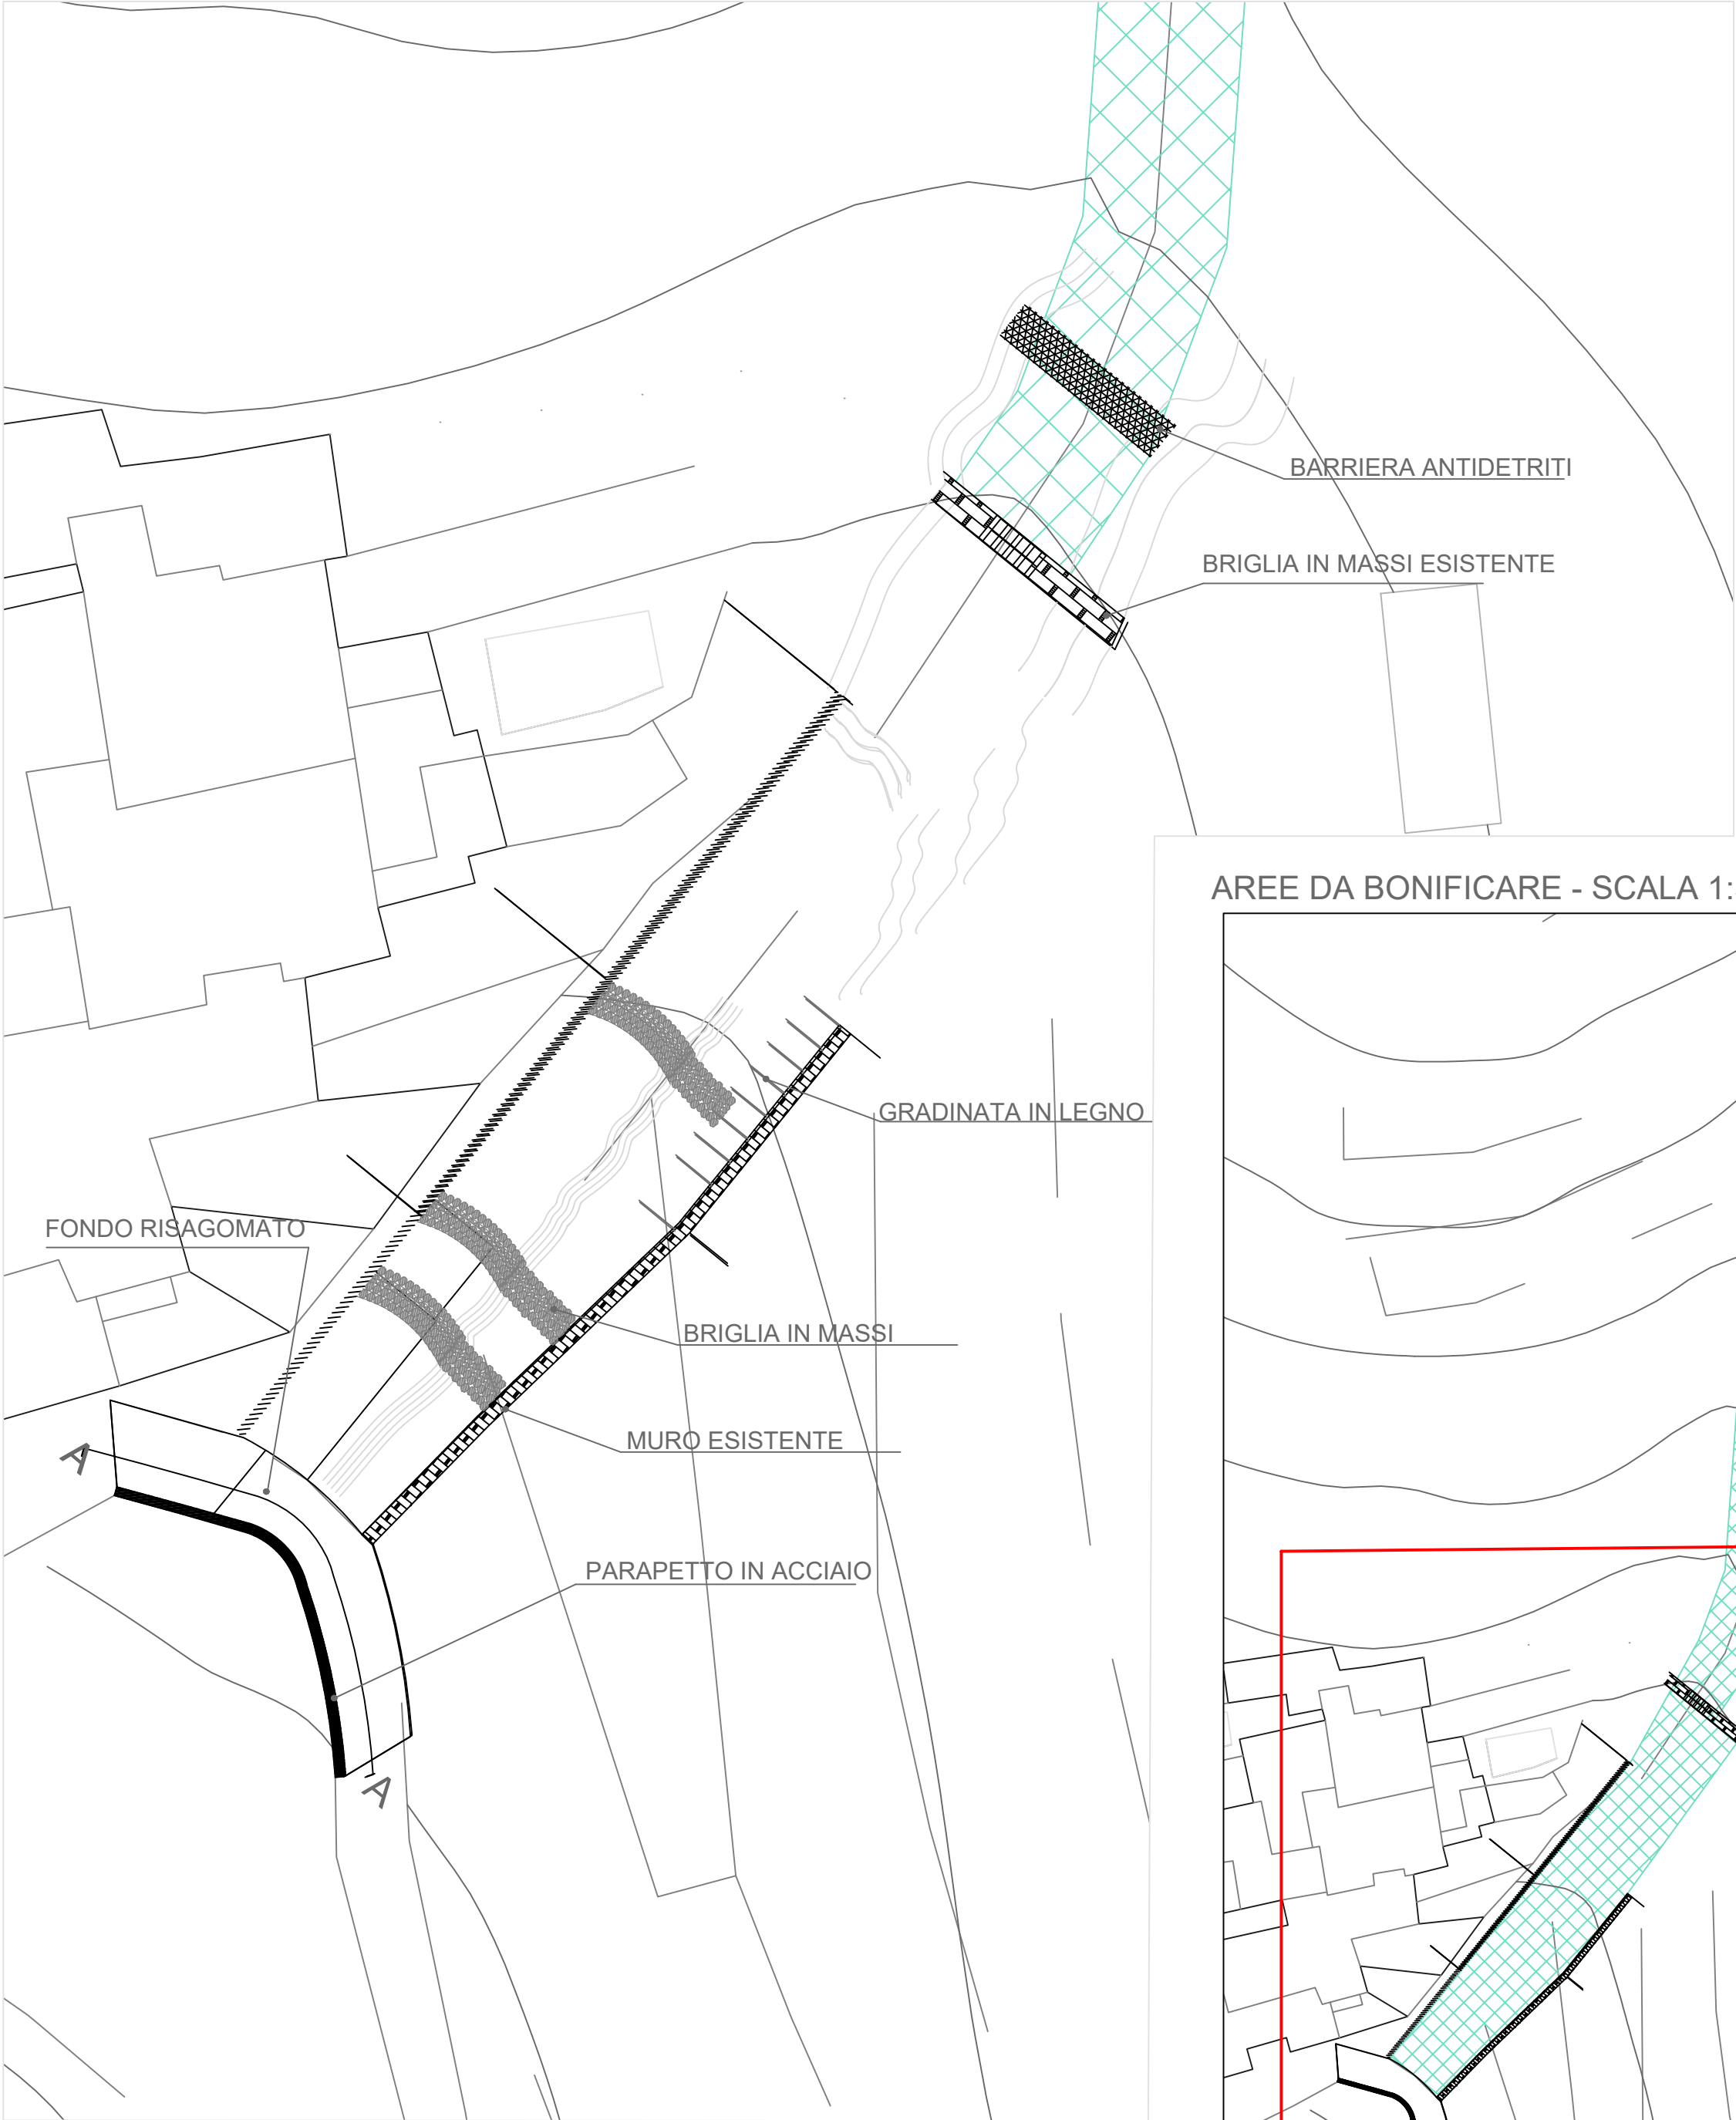 BARRIERA ANTIDETRITI
BRIGLIA IN MASSI ESISTENTE
AREE DA BONIFICARE - SCALA 1:
GRADINATA IN LEGNO
FONDO RISAGOMATO
BRIGLIA IN MASSI
MURO ESISTENTE
A
PARAPETTO IN ACCIAIO
A